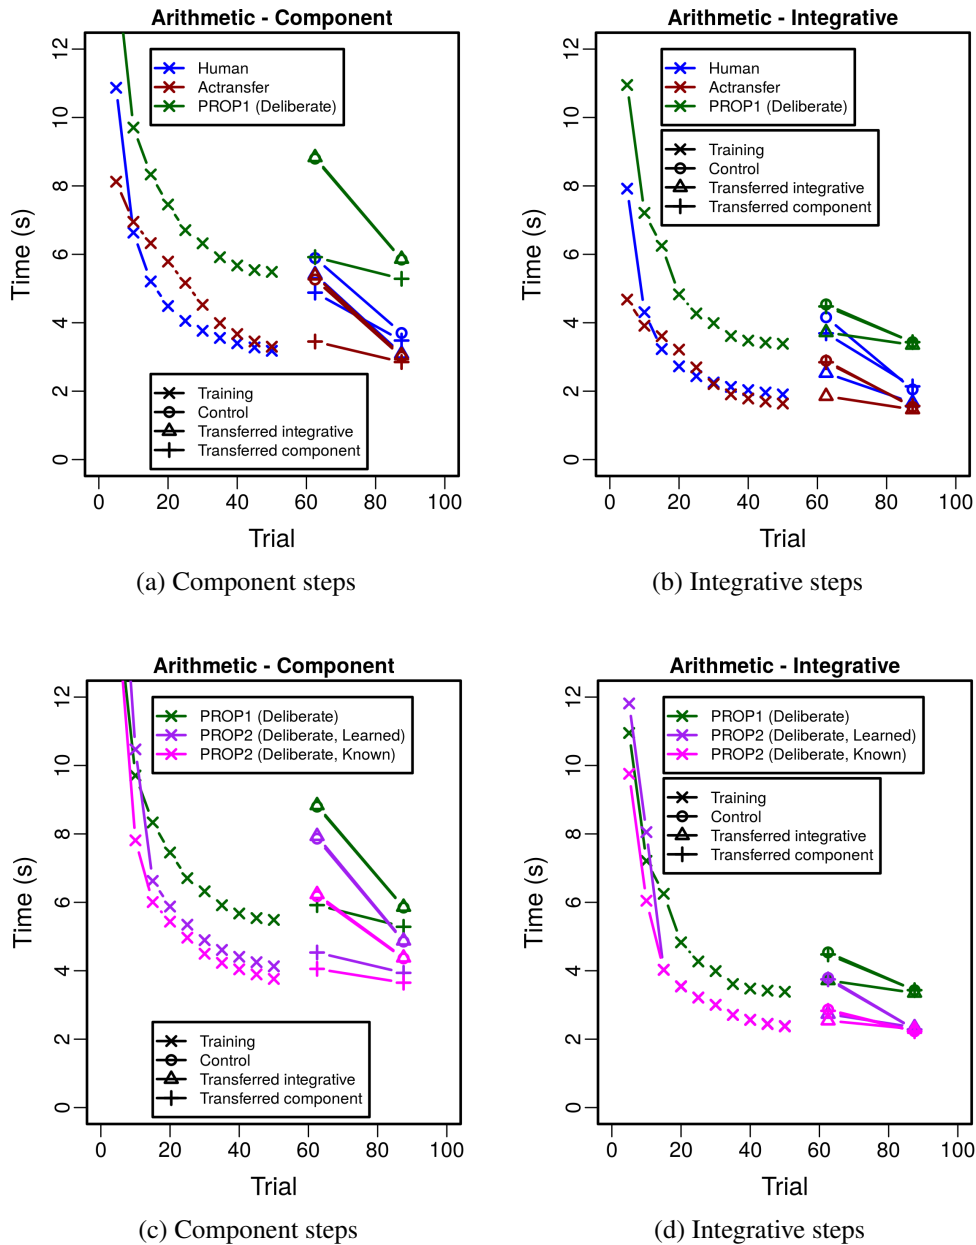 Arithmetic - Component
Time (s)
0 2 4 6 8 10 12
Human
Actransfer
PROP1 (Deliberate)
Training
Control
Transferred integrative
Transferred component
0 20 40 60 80 100
Trial
(a) Component steps
Arithmetic - Integrative
Time (s)
0 2 4 6 8 10 12
Human
Actransfer
PROP1 (Deliberate)
Training
Control
Transferred integrative
Transferred component
0 20 40 60 80 100
Trial
(b) Integrative steps
Arithmetic - Component
Time (s)
0 2 4 6 8 10 12
PROP1 (Deliberate)
PROP2 (Deliberate, Learned)
PROP2 (Deliberate, Known)
Training
Control
Transferred integrative
Transferred component
0 20 40 60 80 100
Trial
(c) Component steps
Arithmetic - Integrative
Time (s)
0 2 4 6 8 10 12
PROP1 (Deliberate)
PROP2 (Deliberate, Learned)
PROP2 (Deliberate, Known)
Training
Control
Transferred integrative
Transferred component
0 20 40 60 80 100
Trial
(d) Integrative steps